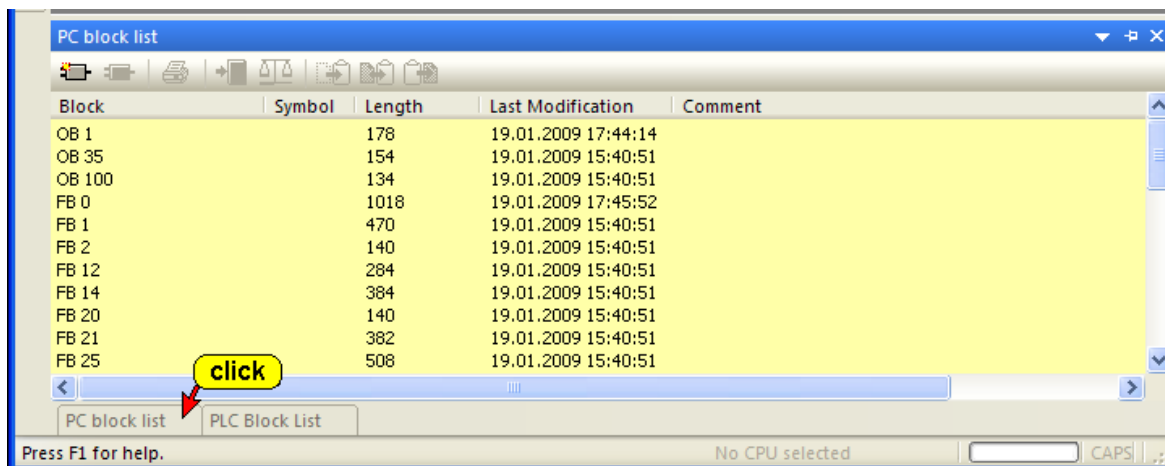 PC block list
Block Symbol Length Last Modification Comment
OB 1 178 19.01.2009 17:44:14
OB 35 154 19.01.2009 15:40:51
OB 100 134 19.01.2009 15:40:51
FB 0 1018 19.01.2009 17:45:52
FB 1 470 19.01.2009 15:40:51
FB 2 140 19.01.2009 15:40:51
FB 12 284 19.01.2009 15:40:51
FB 14 384 19.01.2009 15:40:51
FB 20 140 19.01.2009 15:40:51
FB 21 382 19.01.2009 15:40:51
FB 25 508 19.01.2009 15:40:51
click
PC block list PLC Block List
Press F1 for help. No CPU selected CAPS